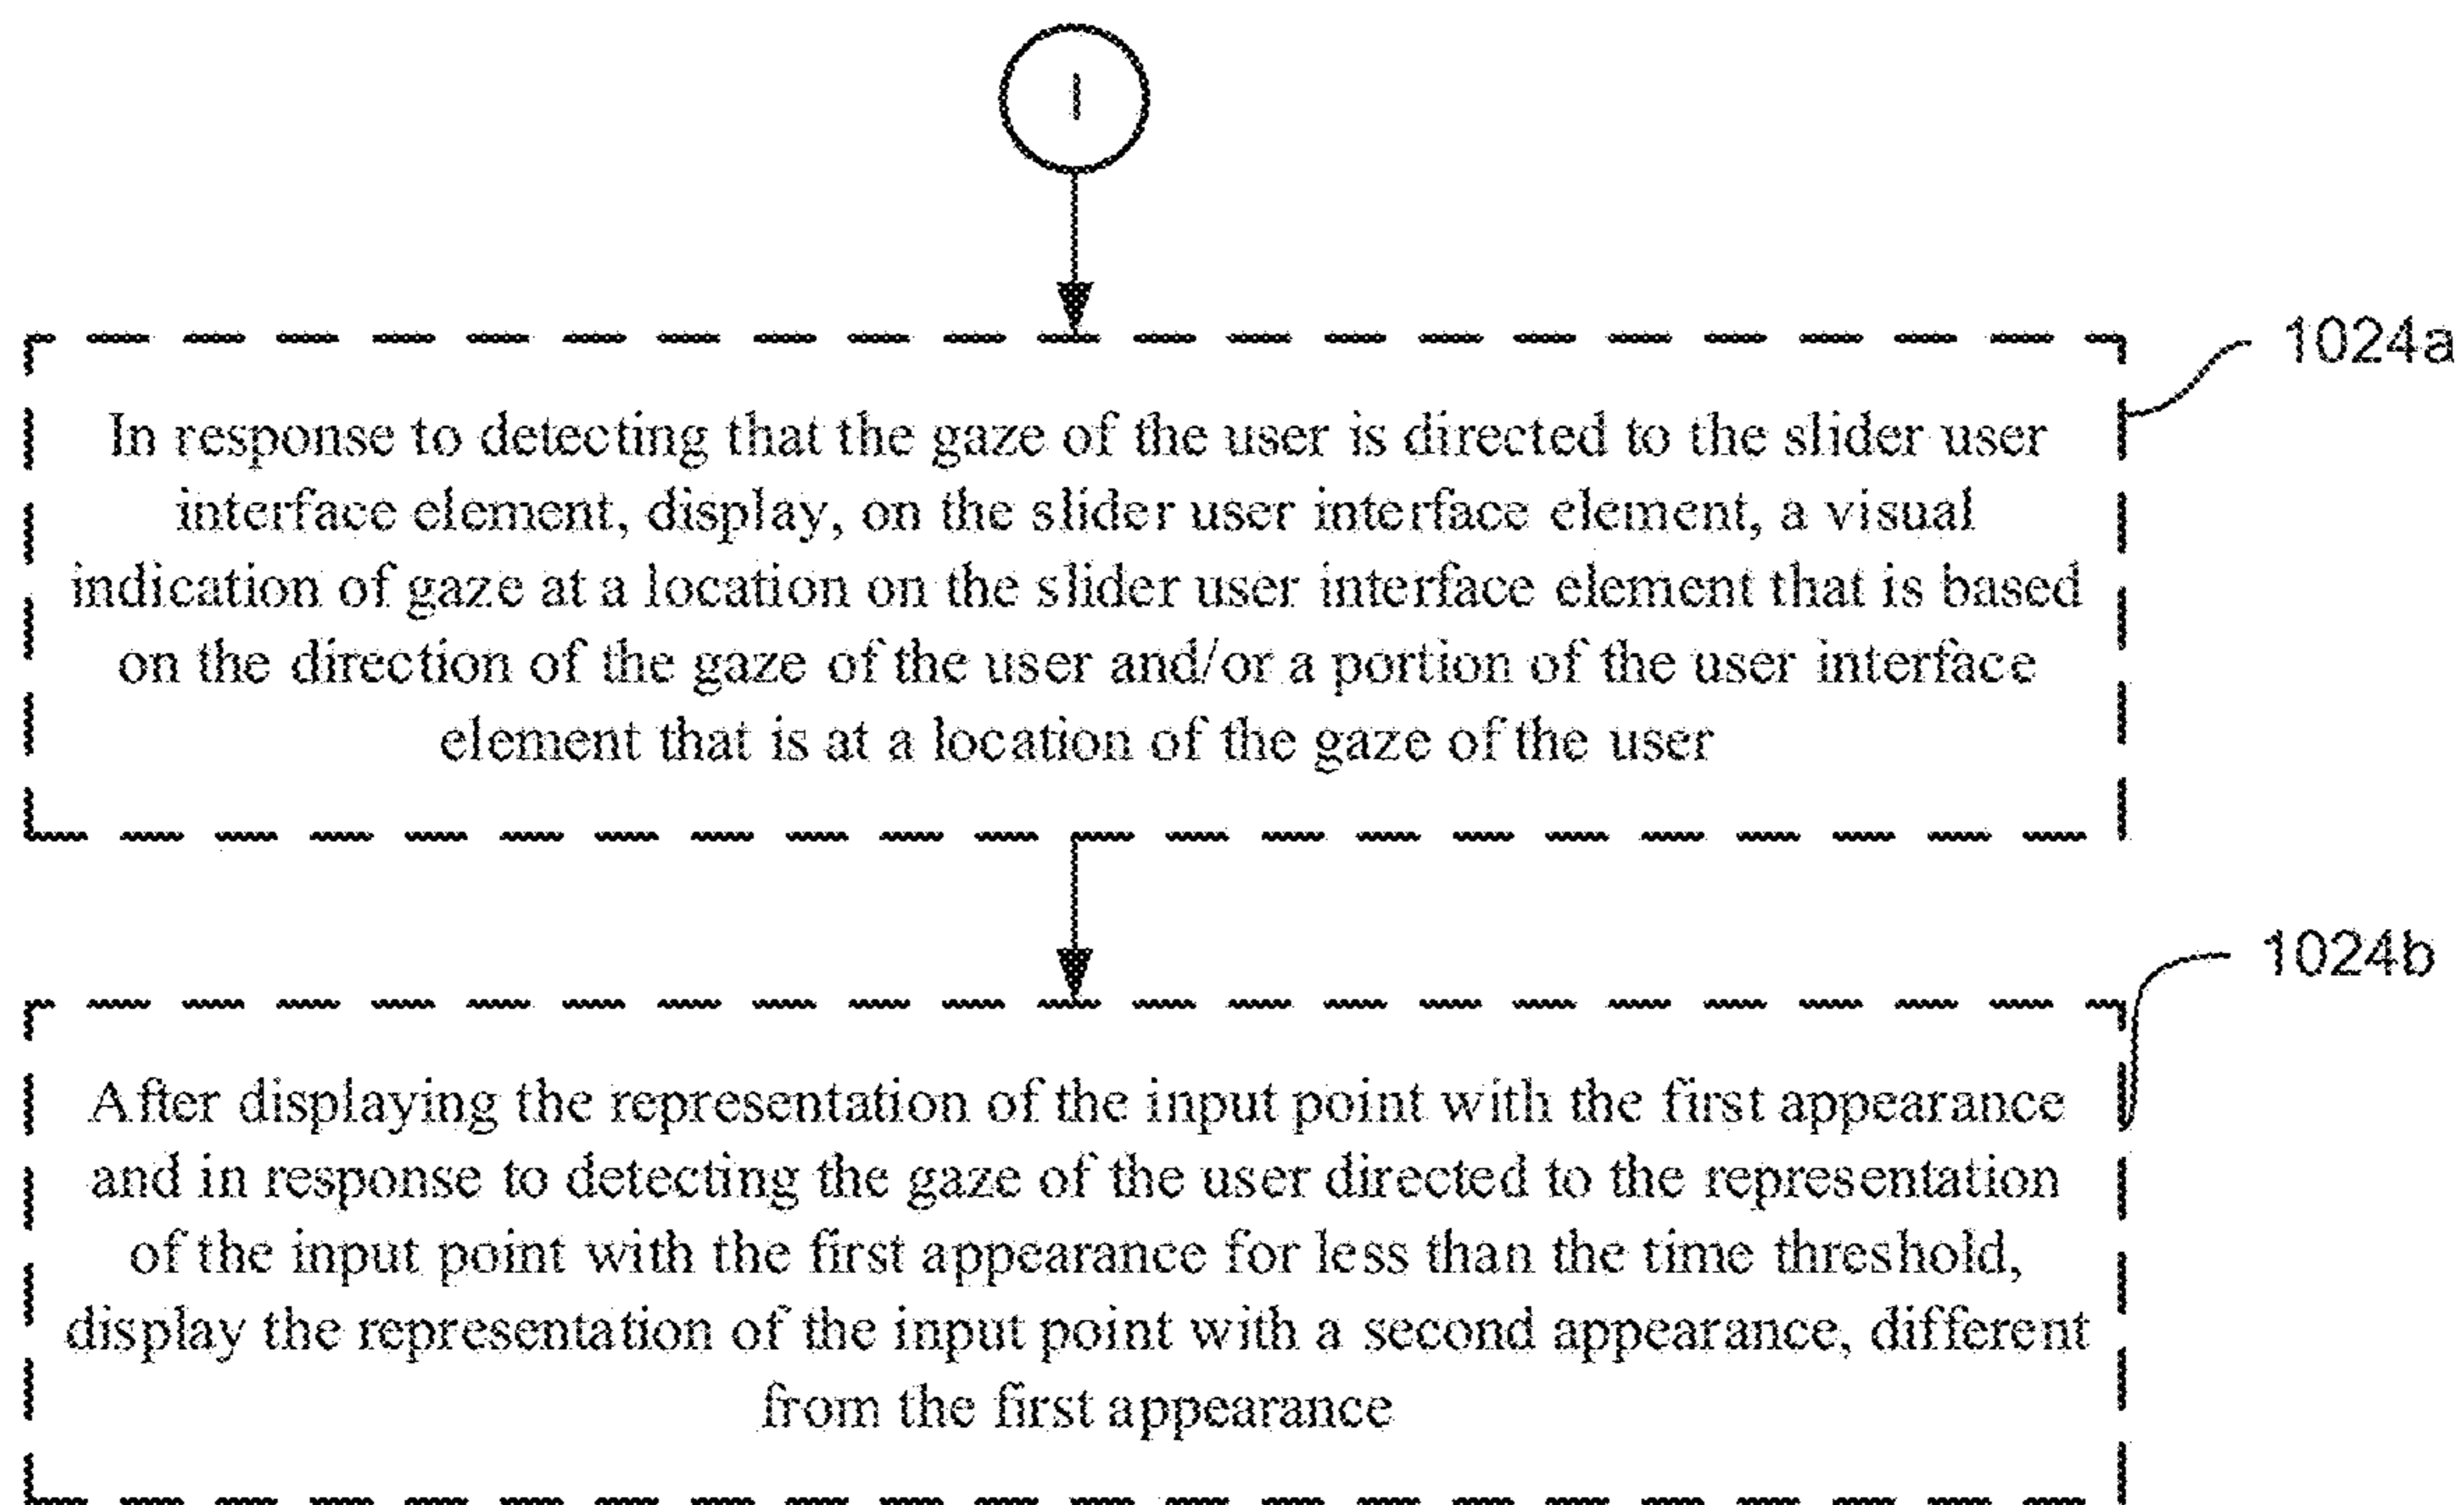 I
1024a
In response to detecting that the gaze of the user is directed to the slider user
interface element, display, on the slider user interface element, a visual
indication of gaze at a location on the slider user interface element that is based
on the direction of the gaze of the user and/or a portion of the user interface
element that is at a location of the gaze of the user
1024b
After displaying the representation of the input point with the first appearance
and in response to detecting the gaze of the user directed to the representation
of the input point with the first appearance for less than the time threshold,
display the representation of the input point with a second appearance, different
from the first appearance